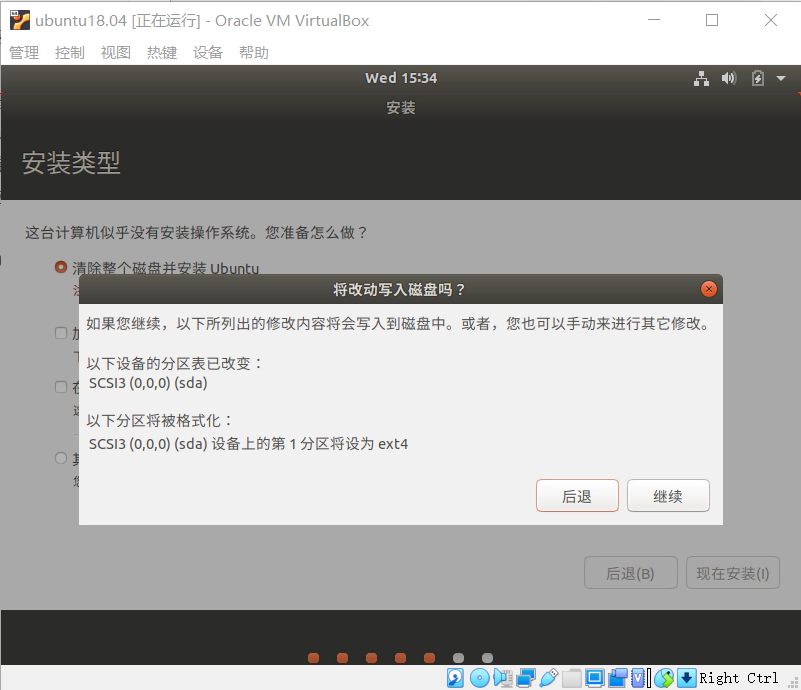 ubuntu18.04 [正在运行] - Oracle VM VirtualBox
管理 控制 视图 热键 设备 帮助
Wed 15:34
安装
安装类型
这台计算机似乎没有安装操作系统。您准备怎么做？
清除整个磁盘并安装 Ubuntu
将改动写入磁盘吗？
如果您继续，以下所列出的修改内容将会写入到磁盘中。或者，您也可以手动来进行其它修改。
以下设备的分区表已改变：
SCSI3 (0,0,0) (sda)
以下分区将被格式化：
SCSI3 (0,0,0) (sda) 设备上的第 1 分区将设为 ext4
后退 继续
后退(B) 现在安装(I)
Right Ctrl